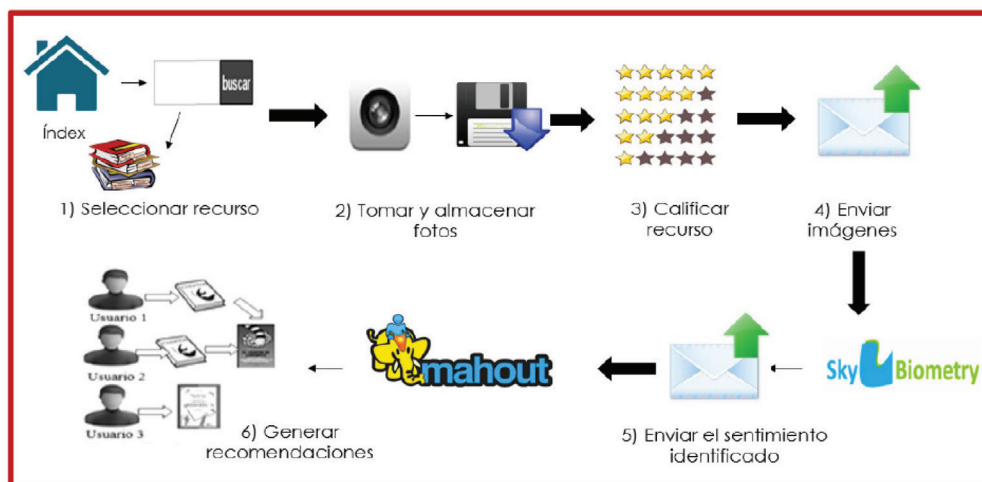 buscar
Índex
1) Seleccionar recurso
2) Tomar y almacenar
fotos
3) Calificar
recurso
4) Enviar
imágenes
Usuario 1
Usuario 2
Usuario 3
6) Generar
recomendaciones
mahout
5) Enviar el sentimiento
identificado
Sky Biometry